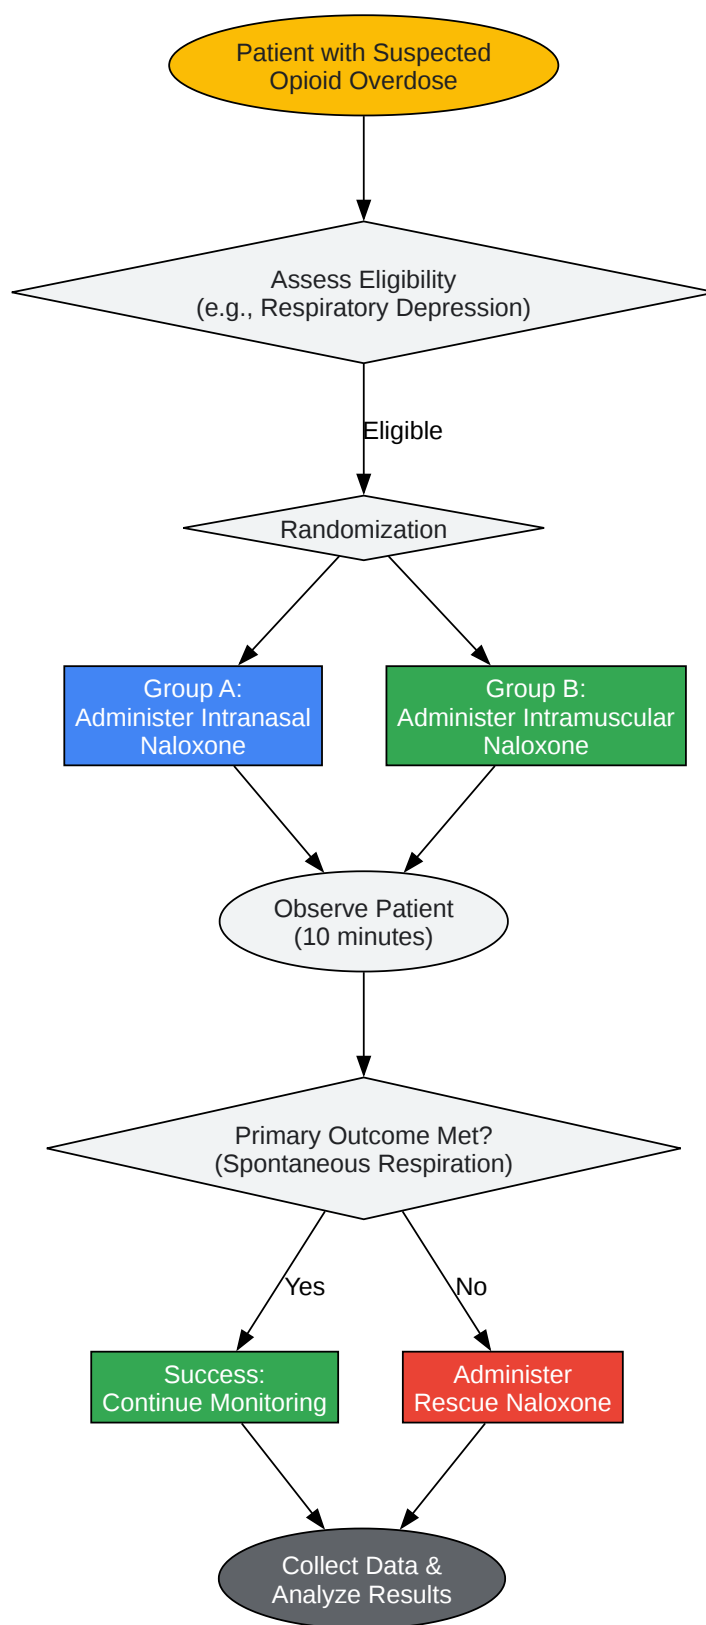 Patient with Suspected
Opioid Overdose
Assess Eligibility
(e.g., Respiratory Depression)
Eligible
Randomization
Group A:
Administer Intranasal
Naloxone
Group B:
Administer Intramuscular
Naloxone
Observe Patient
(10 minutes)
Primary Outcome Met?
(Spontaneous Respiration)
Yes
No
Success:
Continue Monitoring
Administer
Rescue Naloxone
Collect Data &
Analyze Results